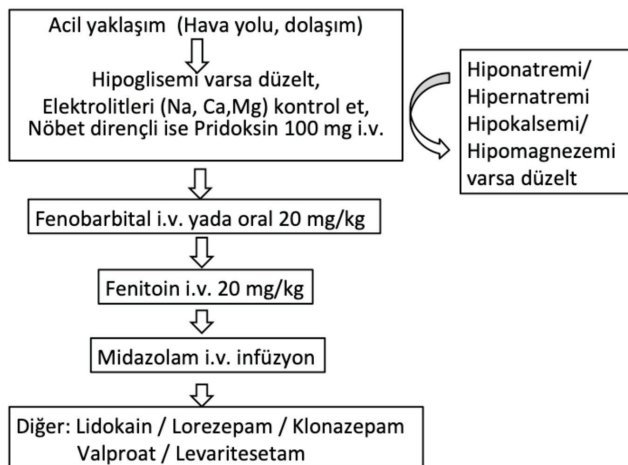 Acil yaklaşım (Hava yolu, dolaşım)
Hipoglisemi varsa düzelt,
Elektrolitleri (Na, Ca,Mg) kontrol et,
Nöbet dirençli ise Pridoksin 100 mg i.v.
Hiponatremi/
Hipernatremi
Hipokalsemi/
Hipomagnezemi
varsa düzelt
Fenobarbital i.v. yada oral 20 mg/kg
Fenitoin i.v. 20 mg/kg
Midazolam i.v. infüzyon
Diğer: Lidokain / Lorezepam / Klonazepam
Valproat / Levaritesetam